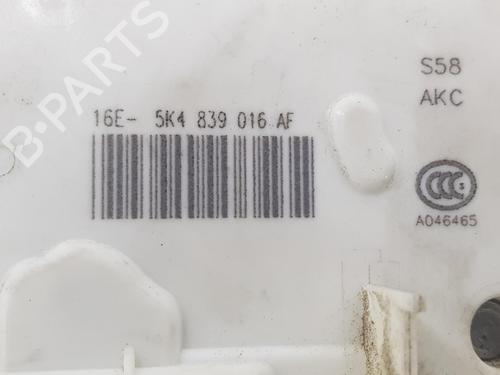 B-PARTS
S58
AKC
16E- 5K4 839 016 AF
CCC
A046465